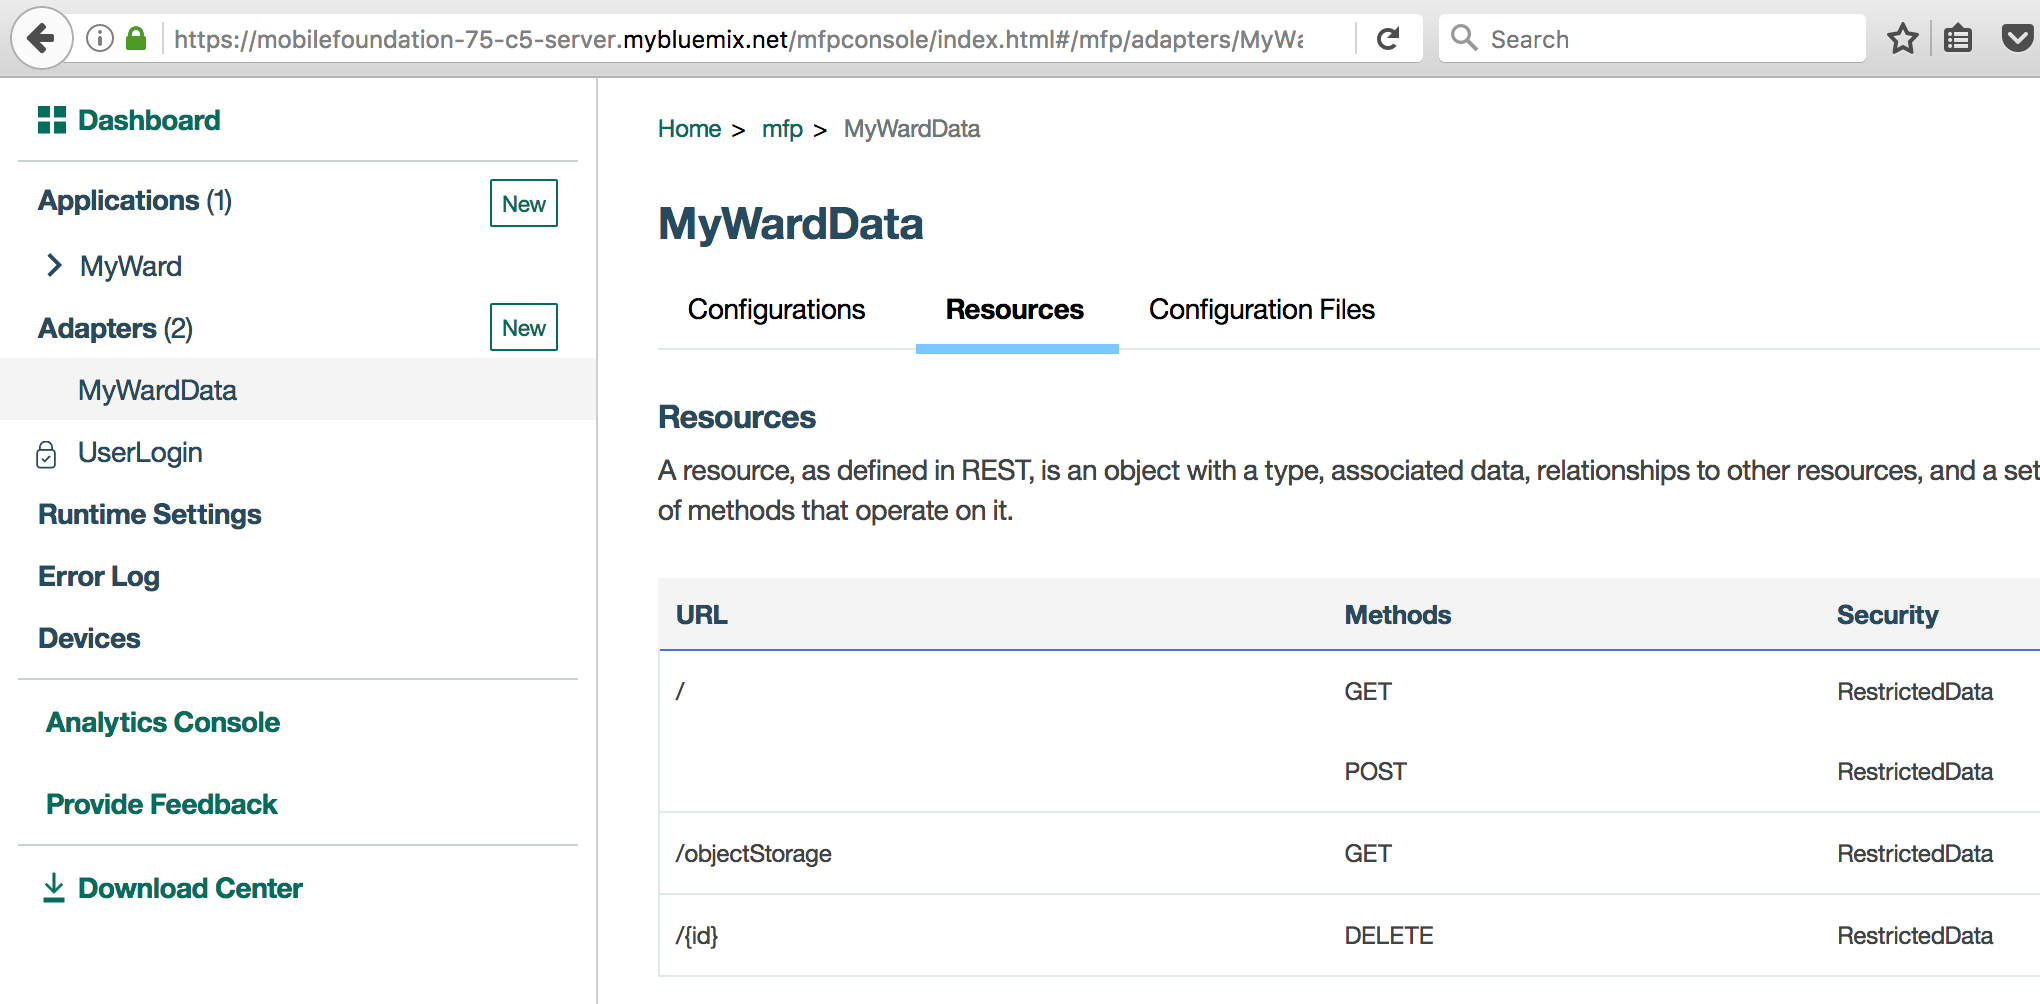 https://mobilefoundation-75-c5-server.mybluemix.net/mfpconsole/index.html#/mfp/adapters/MyWa
Search
Dashboard
Applications (1)
New
MyWard
Adapters (2)
New
MyWardData
UserLogin
Runtime Settings
Error Log
Devices
Analytics Console
Provide Feedback
Download Center
Home > mfp > MyWardData
MyWardData
Configurations Resources Configuration Files
Resources
A resource, as defined in REST, is an object with a type, associated data, relationships to other resources, and a set
of methods that operate on it.
URL Methods Security
/ GET RestrictedData
POST RestrictedData
/objectStorage GET RestrictedData
/{id} DELETE RestrictedData